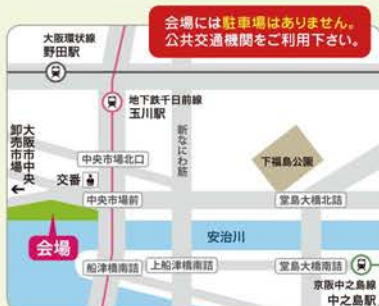 会場には駐車場はありません。
公共交通機関をご利用下さい。
大阪環状線
野田駅
地下鉄千日前線
玉川駅
新なにわ筋
大阪市中央
卸売市場
中央市場北口
下福島公園
交番
中央市場前
堂島大橋北詰
会場
安治川
船津橋南詰
上船津橋南詰
堂島大橋南詰
京阪中之島線
中之島駅